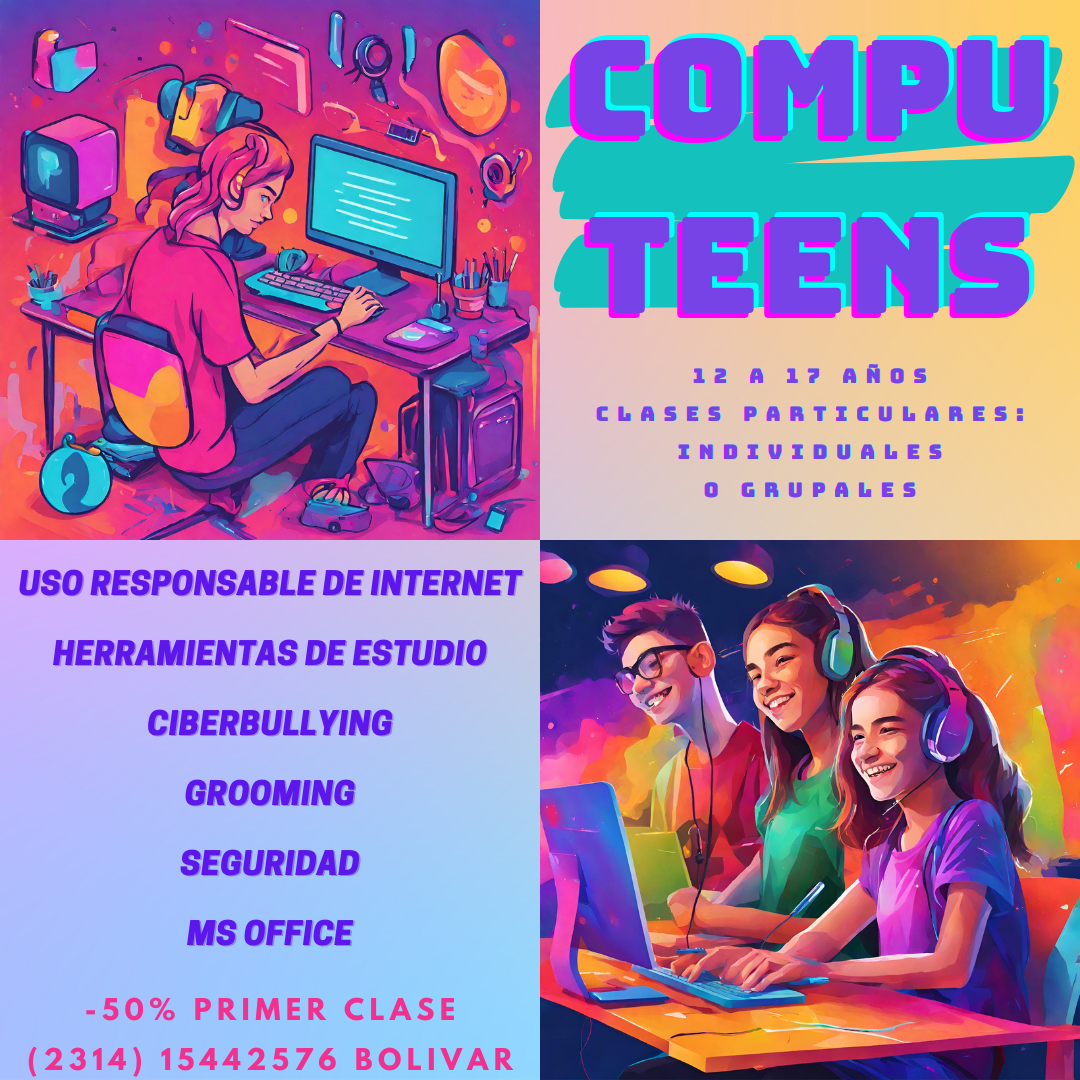 COMPU
TEENS
12 A 17 AÑOS
CLASES PARTICULARES:
INDIVIDUALES
O GRUPALES
USO RESPONSABLE DE INTERNET
HERRAMIENTAS DE ESTUDIO
CIBERBULLYING
GROOMING
SEGURIDAD
MS OFFICE
-50% PRIMER CLASE
(2314) 15442576 BOLIVAR